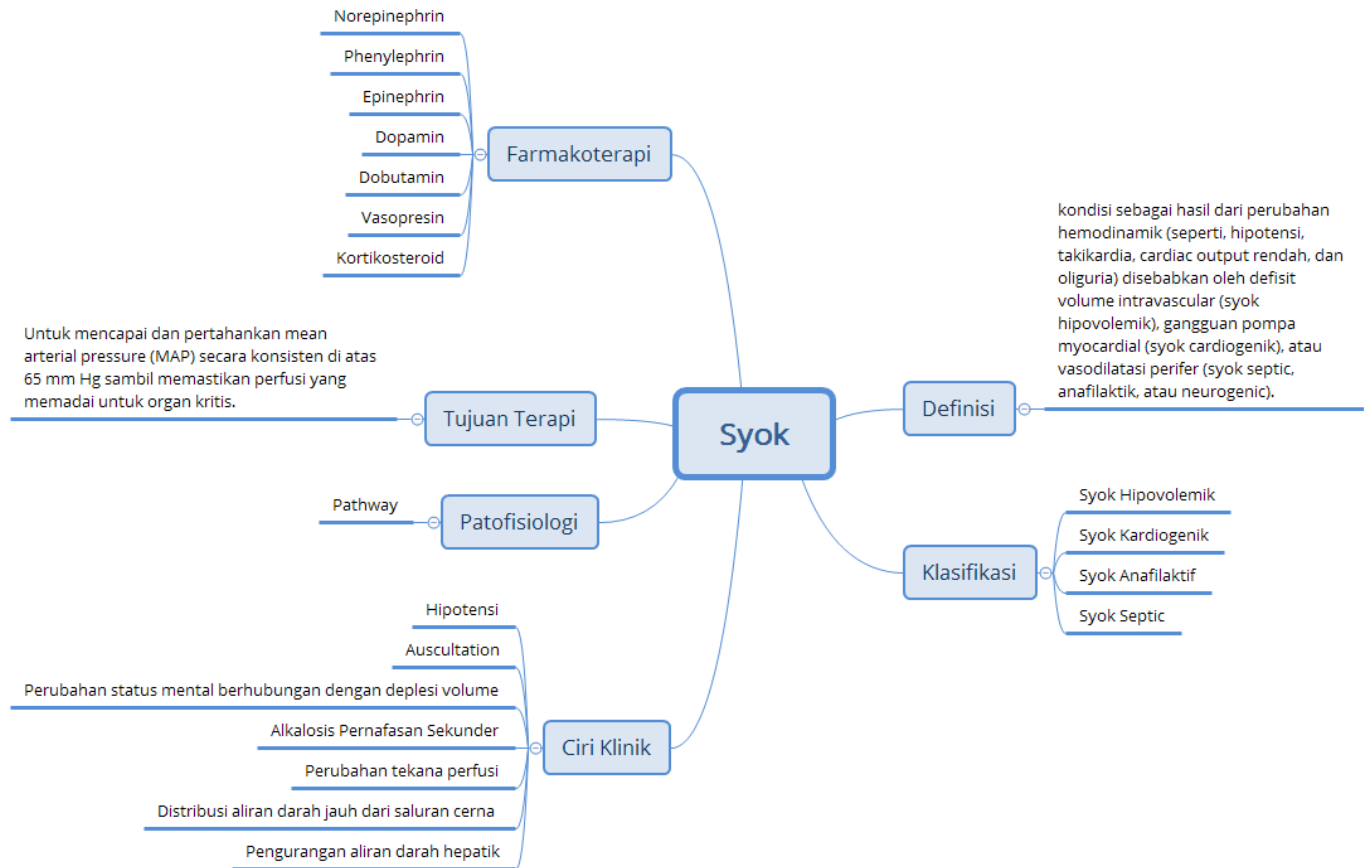 Syok
Farmakoterapi
Norepinephrin
Phenylephrin
Epinephrin
Dopamin
Dobutamin
Vasopresin
Kortikosteroid
Tujuan Terapi
Untuk mencapai dan pertahankan mean
arterial pressure (MAP) secara konsisten di atas
65 mm Hg sambil memastikan perfusi yang
memadai untuk organ kritis.
Patofisiologi
Pathway
Ciri Klinik
Hipotensi
Auscultation
Perubahan status mental berhubungan dengan deplesi volume
Alkalosis Pernafasan Sekunder
Perubahan tekana perfusi
Distribusi aliran darah jauh dari saluran cerna
Pengurangan aliran darah hepatik
Definisi
kondisi sebagai hasil dari perubahan
hemodinamik (seperti, hipotensi,
takikardia, cardiac output rendah, dan
oliguria) disebabkan oleh defisit
volume intravascular (syok
hipovolemik), gangguan pompa
myocardial (syok cardiogenik), atau
vasodilatasi perifer (syok septic,
anafilaktik, atau neurogenic).
Klasifikasi
Syok Hipovolemik
Syok Kardiogenik
Syok Anafilaktif
Syok Septic